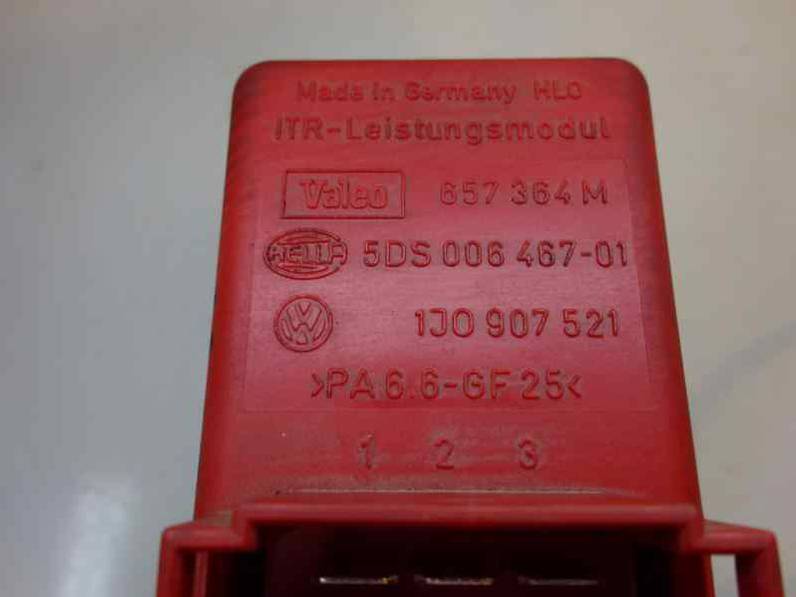 Made in Germany HLO
ITR-Leistungsmodul
Valeo 657 364 M
HELLA 5DS 006 467-01
VW 1J0 907 521
>PA 6.6-GF 25<
1 2 3